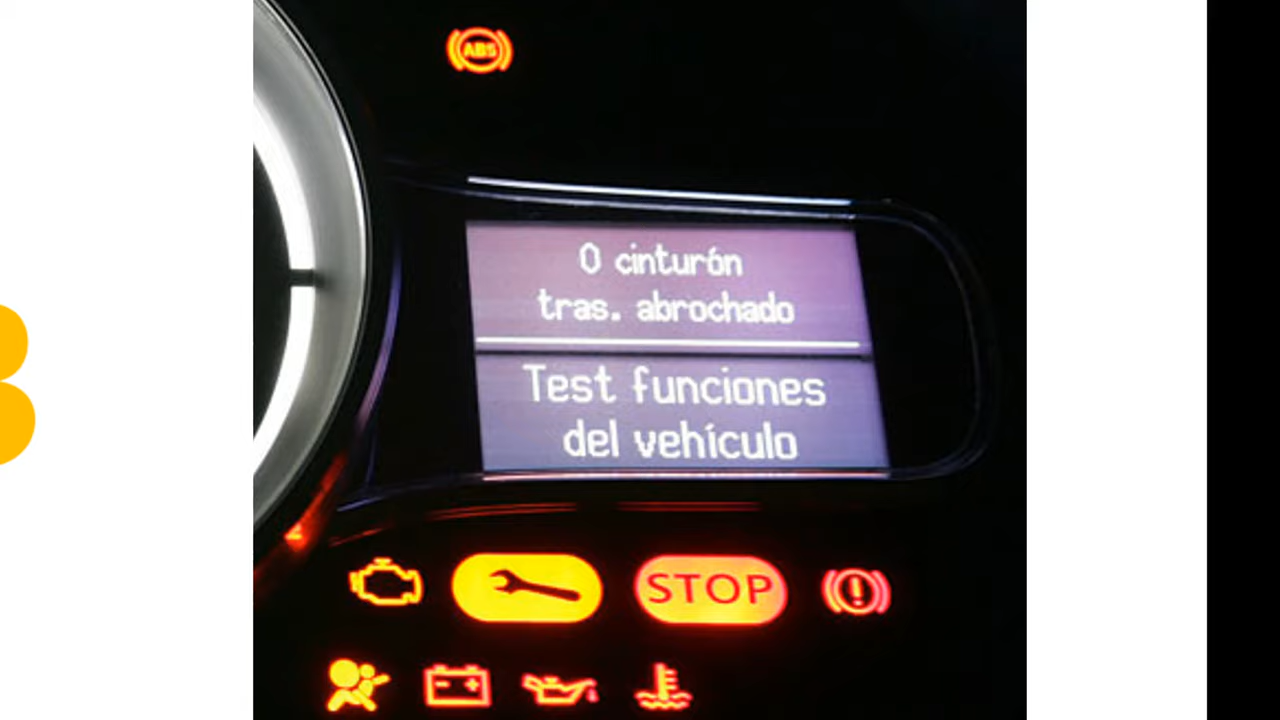 ABS
0 cinturón
tras. abrochado
Test funciones
del vehículo
STOP